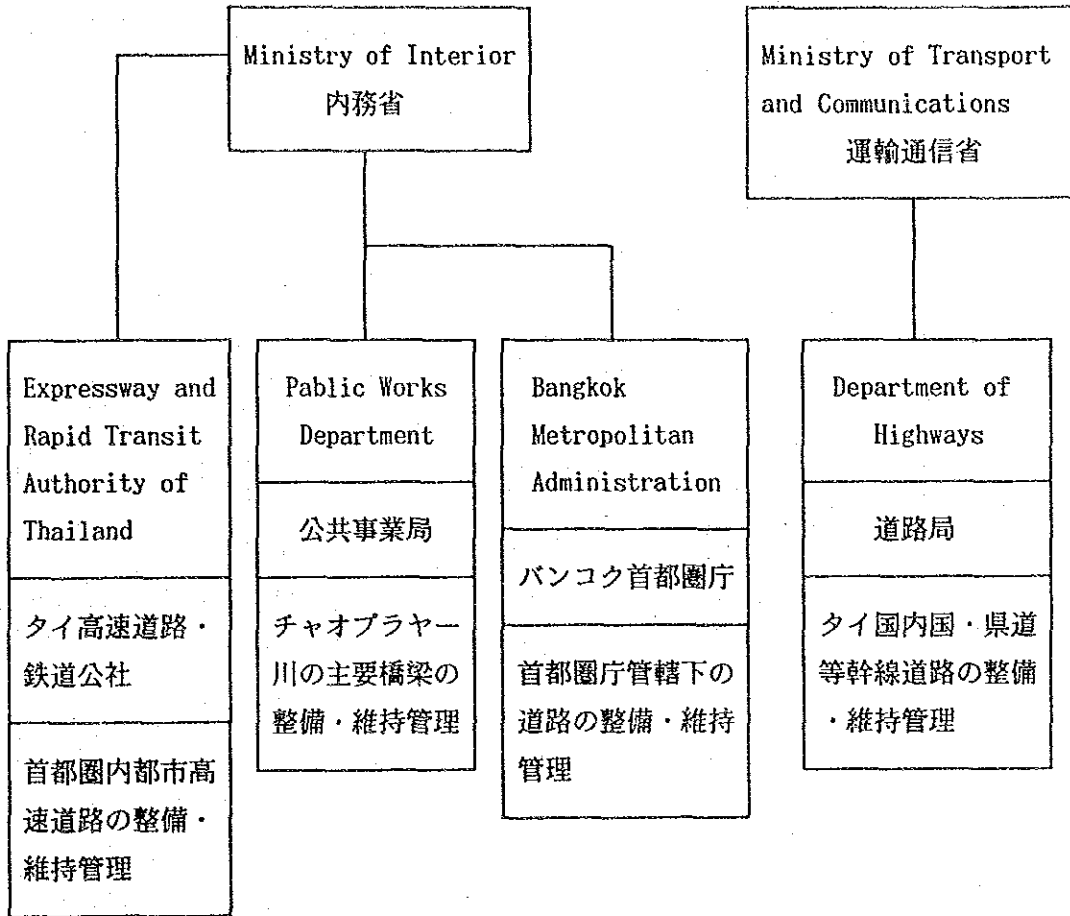 Ministry of Interior
内務省
Ministry of Transport
and Communications
運輸通信省
Expressway and
Rapid Transit
Authority of
Thailand
タイ高速道路・
鉄道公社
首都圏内都市高
速道路の整備・
維持管理
Pablic Works
Department
公共事業局
チャオプラヤー
川の主要橋梁の
整備・維持管理
Bangkok
Metropolitan
Administration
バンコク首都圏庁
首都圏庁管轄下の
道路の整備・維持
管理
Department of
Highways
道路局
タイ国内国・県道
等幹線道路の整備
・維持管理